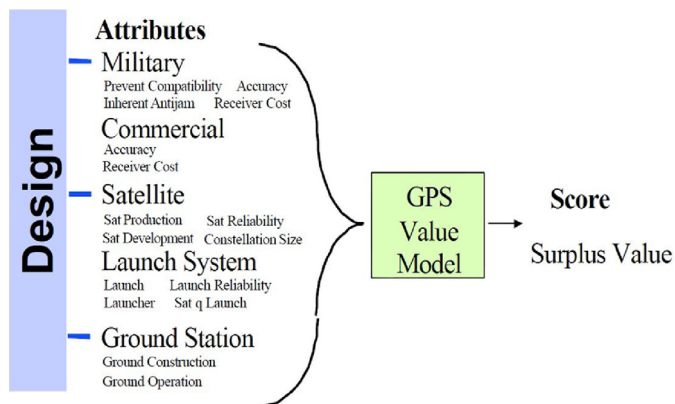 Design
Attributes
Military
Prevent Compatibility Accuracy
Inherent Antijam Receiver Cost
Commercial
Accuracy
Receiver Cost
Satellite
Sat Production Sat Reliability
Sat Development Constellation Size
Launch System
Launch Launch Reliability
Launcher Sat q Launch
Ground Station
Ground Construction
Ground Operation
GPS
Value
Model
Score
Surplus Value